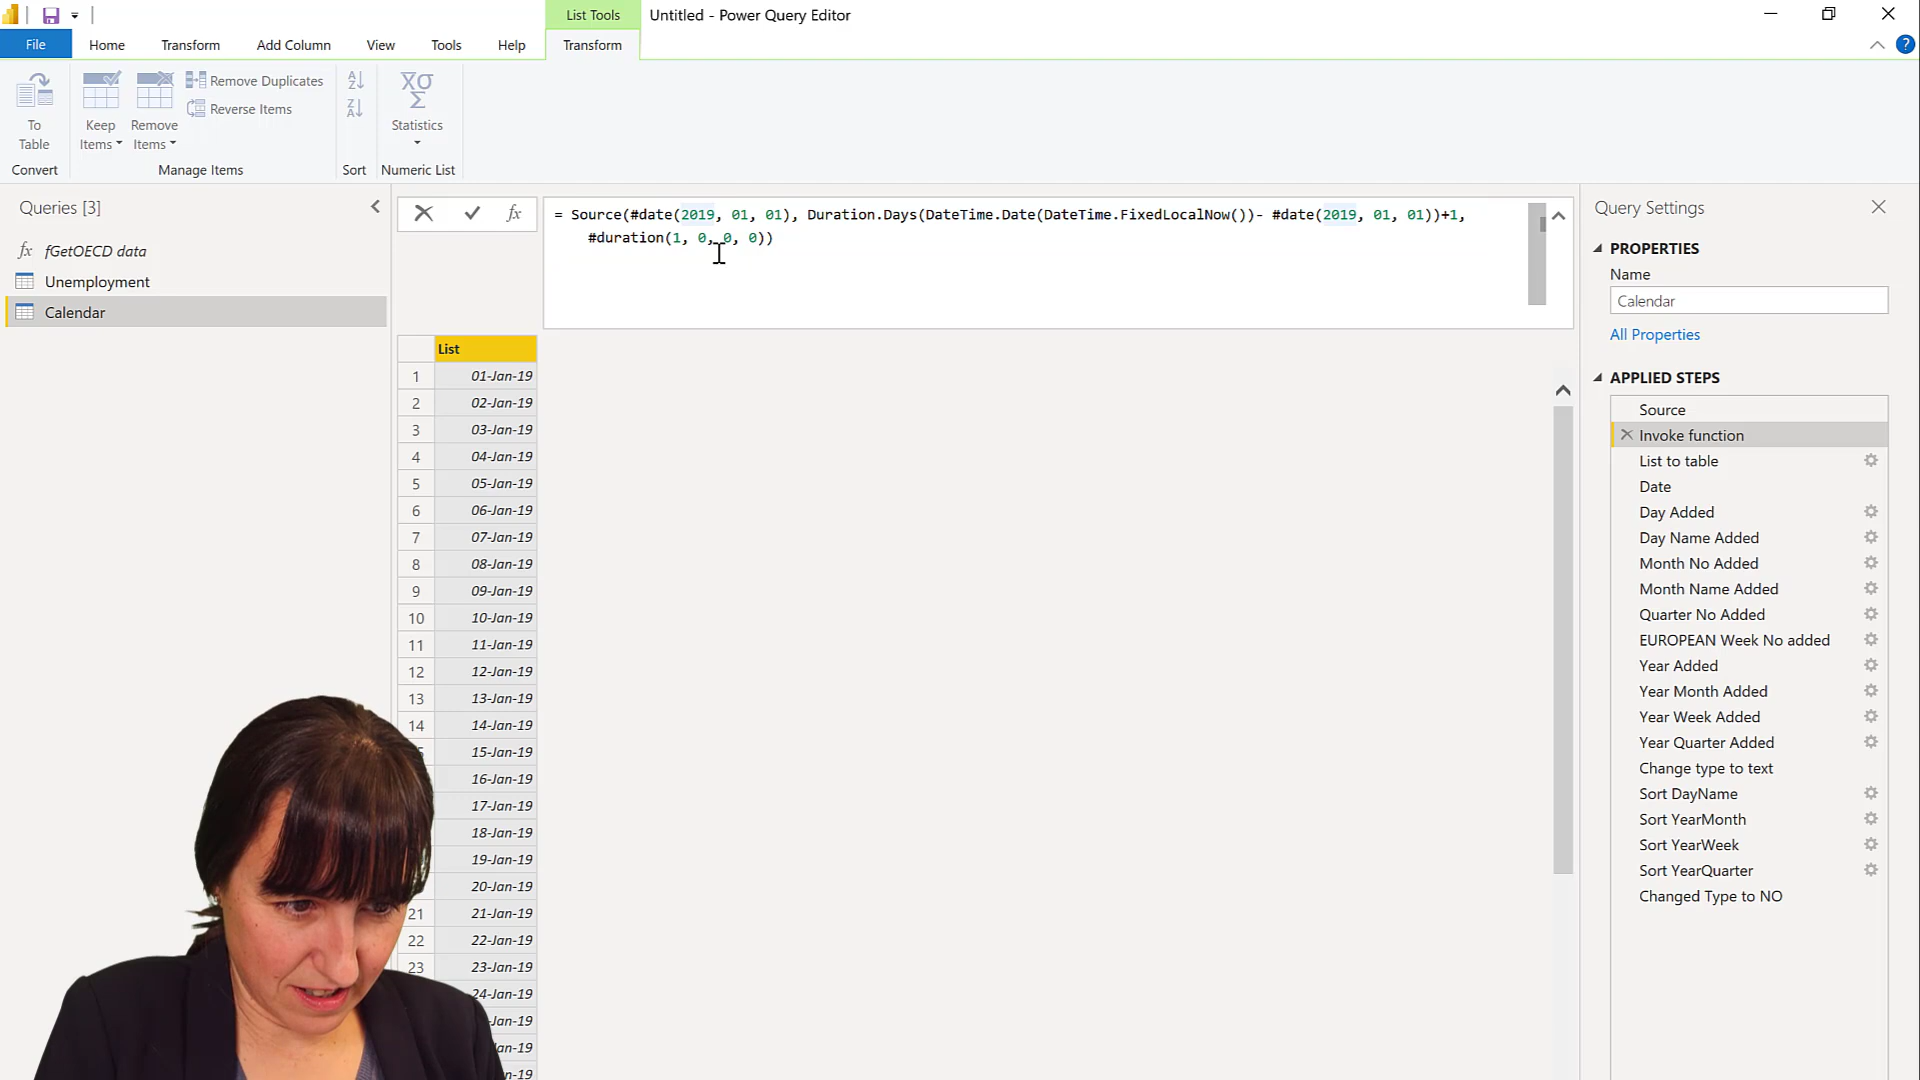 List Tools
Untitled - Power Query Editor
File
Home
Transform
Add Column
View
Tools
Help
Transform
To Table
Keep Items
Remove Items
Remove Duplicates
Reverse Items
Statistics
Convert
Manage Items
Sort
Numeric List
Queries [3]
fx fGetOECD data
Unemployment
Calendar
fx
= Source(#date(2019, 01, 01), Duration.Days(DateTime.Date(DateTime.FixedLocalNow())- #date(2019, 01, 01))+1,
#duration(1, 0, 0, 0))
List
1 01-Jan-19
2 02-Jan-19
3 03-Jan-19
4 04-Jan-19
5 05-Jan-19
6 06-Jan-19
7 07-Jan-19
8 08-Jan-19
9 09-Jan-19
10 10-Jan-19
11 11-Jan-19
12 12-Jan-19
13 13-Jan-19
14 14-Jan-19
15-Jan-19
16-Jan-19
17-Jan-19
18-Jan-19
19-Jan-19
20-Jan-19
21 21-Jan-19
22 22-Jan-19
23 23-Jan-19
24-Jan-19
-Jan-19
an-19
n-19
Query Settings
PROPERTIES
Name
Calendar
All Properties
APPLIED STEPS
Source
Invoke function
List to table
Date
Day Added
Day Name Added
Month No Added
Month Name Added
Quarter No Added
EUROPEAN Week No added
Year Added
Year Month Added
Year Week Added
Year Quarter Added
Change type to text
Sort DayName
Sort YearMonth
Sort YearWeek
Sort YearQuarter
Changed Type to NO